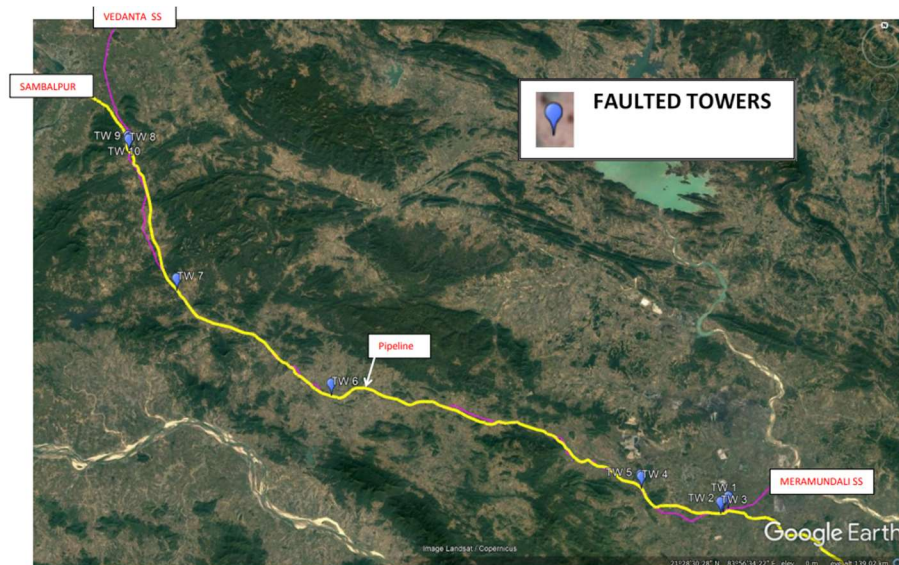 VEDANTA SS
SAMBALPUR
FAULTED TOWERS
TW 9
TW 8
TW 10
TW 7
Pipeline
TW 6
TW 5
TW 4
MERAMUNDALI SS
TW 1
TW 2
TW 3
Google Earth
Image Landsat / Copernicus